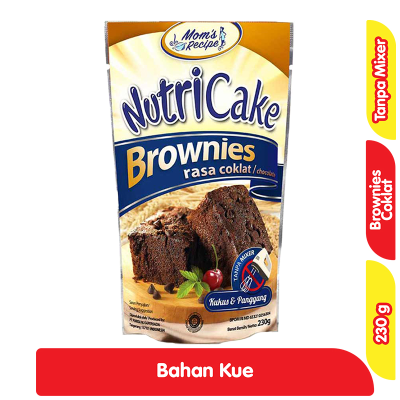 Mom's
Recipe
NutriCake
Brownies
rasa coklat / chocolate
TANPA MIXER
Kukus & Panggang
230g
Tanpa Mixer
Brownies
Coklat
230 g
Bahan Kue